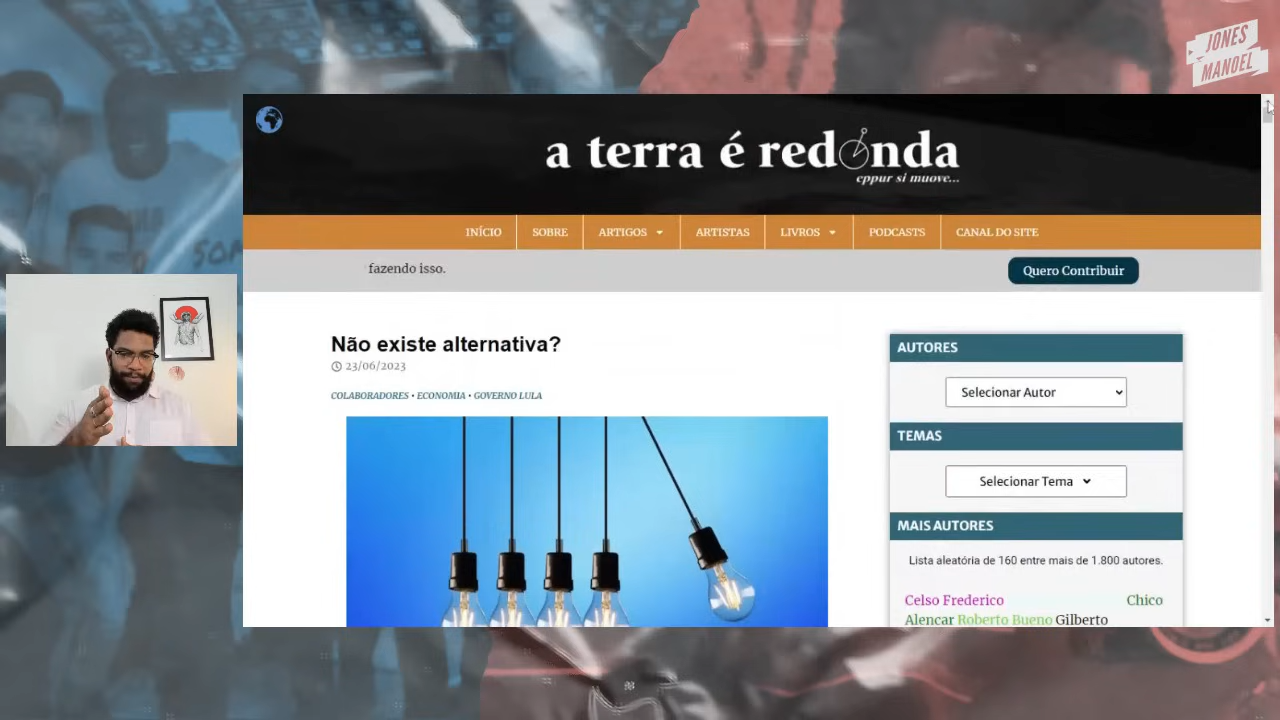 JONES
MANOEL
a terra é redonda
eppur si muove...
INÍCIO
SOBRE
ARTIGOS
ARTISTAS
LIVROS
PODCASTS
CANAL DO SITE
fazendo isso.
Quero Contribuir
Não existe alternativa?
23/06/2023
COLABORADORES • ECONOMIA • GOVERNO LULA
AUTORES
Selecionar Autor
TEMAS
Selecionar Tema
MAIS AUTORES
Lista aleatória de 160 entre mais de 1.800 autores.
Celso Frederico Chico
Alencar Roberto Bueno Gilberto